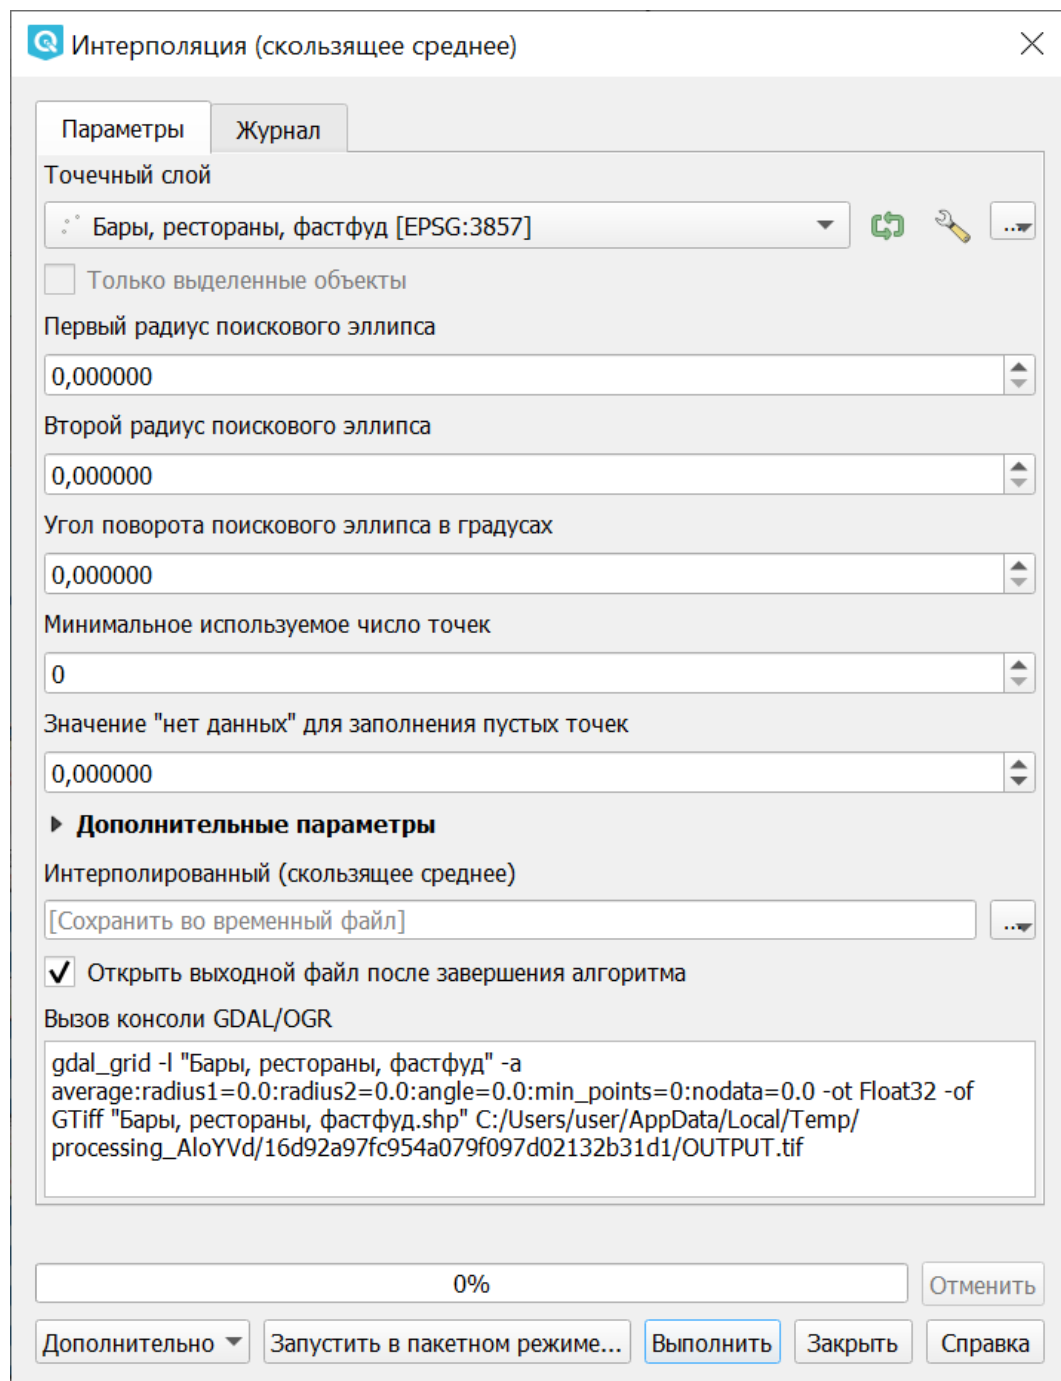 Интерполяция (скользящее среднее)
Параметры
Журнал
Точечный слой
Бары, рестораны, фастфуд [EPSG:3857]
...
Только выделенные объекты
Первый радиус поискового эллипса
0,000000
Второй радиус поискового эллипса
0,000000
Угол поворота поискового эллипса в градусах
0,000000
Минимальное используемое число точек
0
Значение "нет данных" для заполнения пустых точек
0,000000
Дополнительные параметры
Интерполированный (скользящее среднее)
[Сохранить во временный файл]
...
Открыть выходной файл после завершения алгоритма
Вызов консоли GDAL/OGR
gdal_grid -l "Бары, рестораны, фастфуд" -a
average:radius1=0.0:radius2=0.0:angle=0.0:min_points=0:nodata=0.0 -ot Float32 -of
GTiff "Бары, рестораны, фастфуд.shp" C:/Users/user/AppData/Local/Temp/
processing_AloYVd/16d92a97fc954a079f097d02132b31d1/OUTPUT.tif
0%
Отменить
Дополнительно
Запустить в пакетном режиме...
Выполнить
Закрыть
Справка